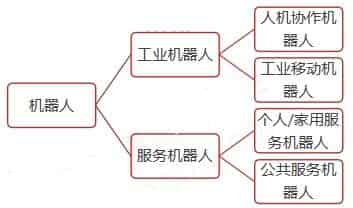 机器人
工业机器人
人机协作机
器人
工业移动机
器人
服务机器人
个人/家用服
务机器人
公共服务机
器人